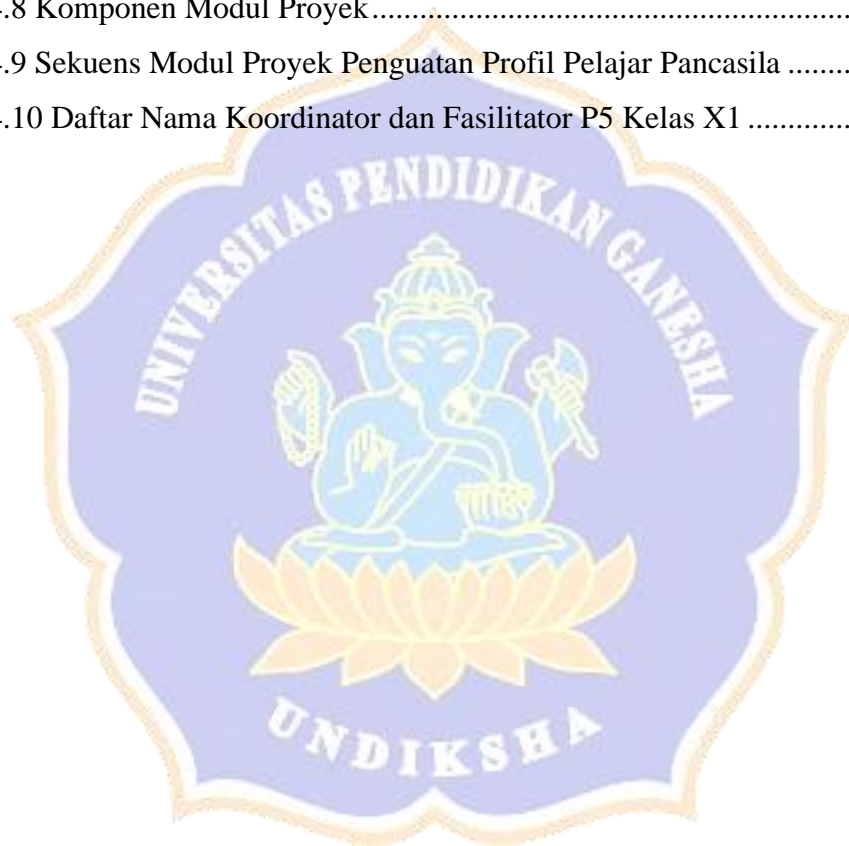 .8 Komponen Modul Proyek.......................................................
.9 Sekuens Modul Proyek Penguatan Profil Pelajar Pancasila ........
.10 Daftar Nama Koordinator dan Fasilitator P5 Kelas X1 .............
UNIVERSITAS PENDIDIKAN GANESHA
UNDIKSHA